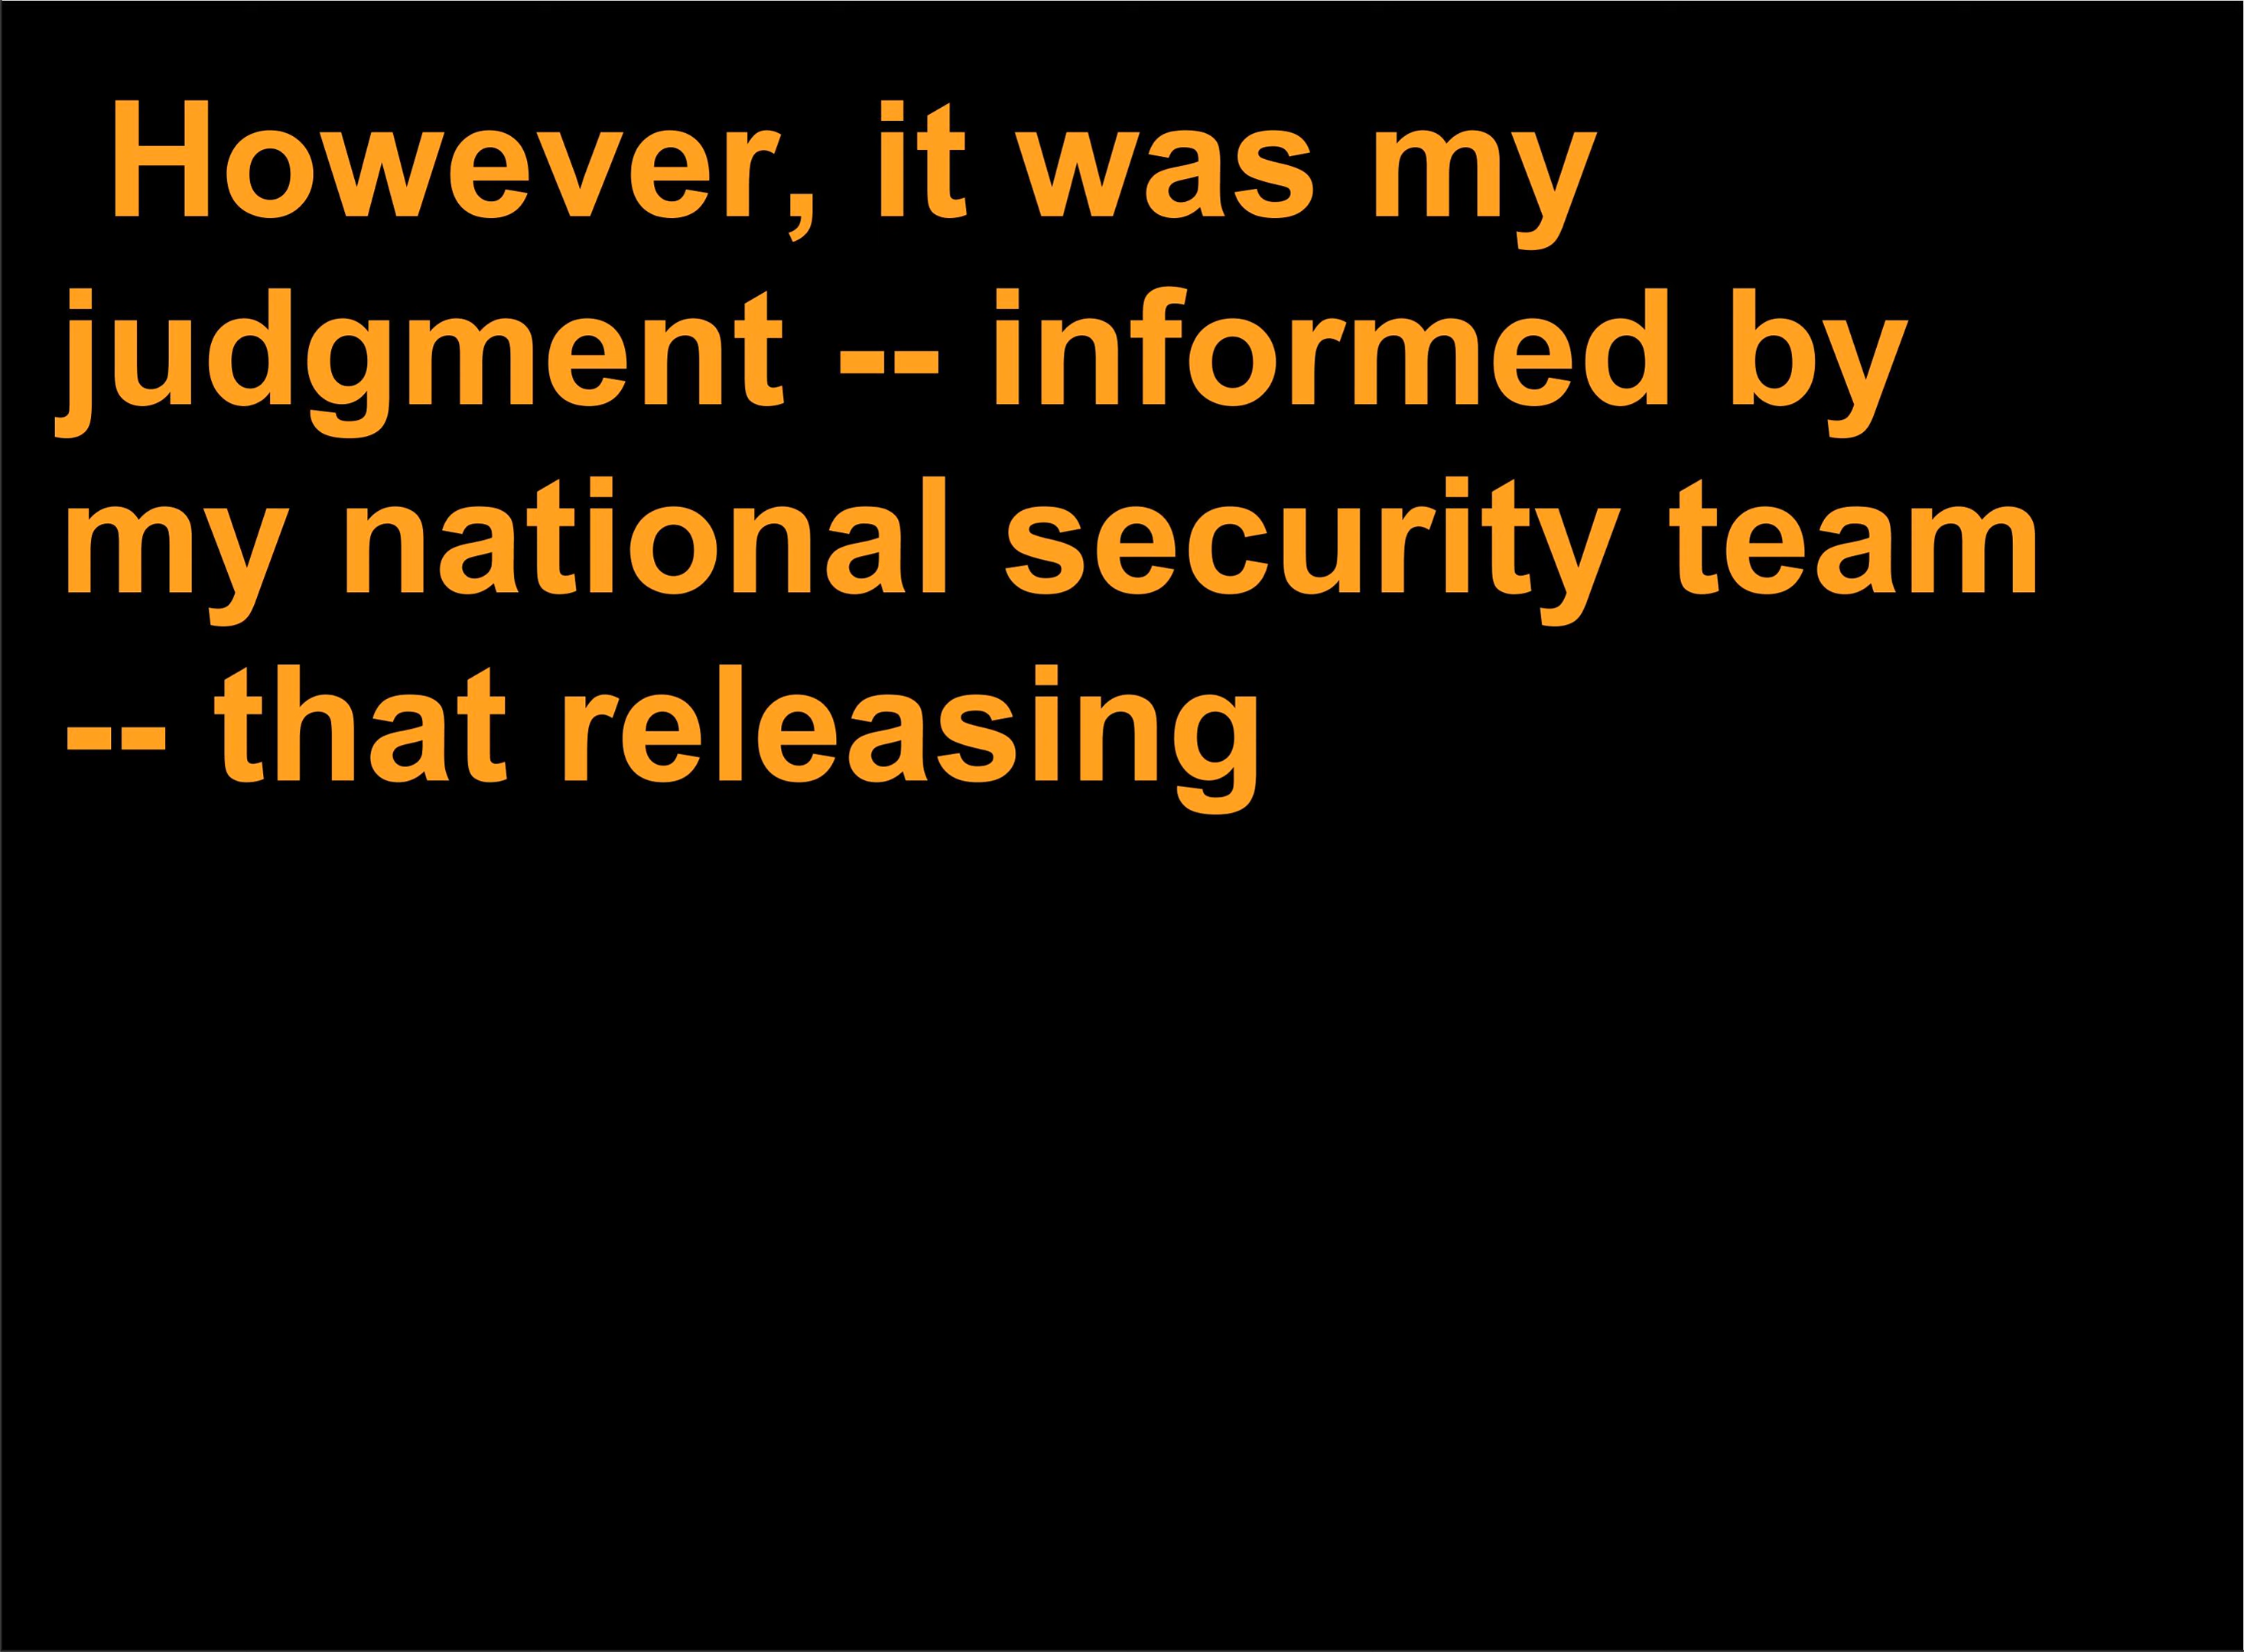 However, it was my
judgment -- informed by
my national security team
-- that releasing